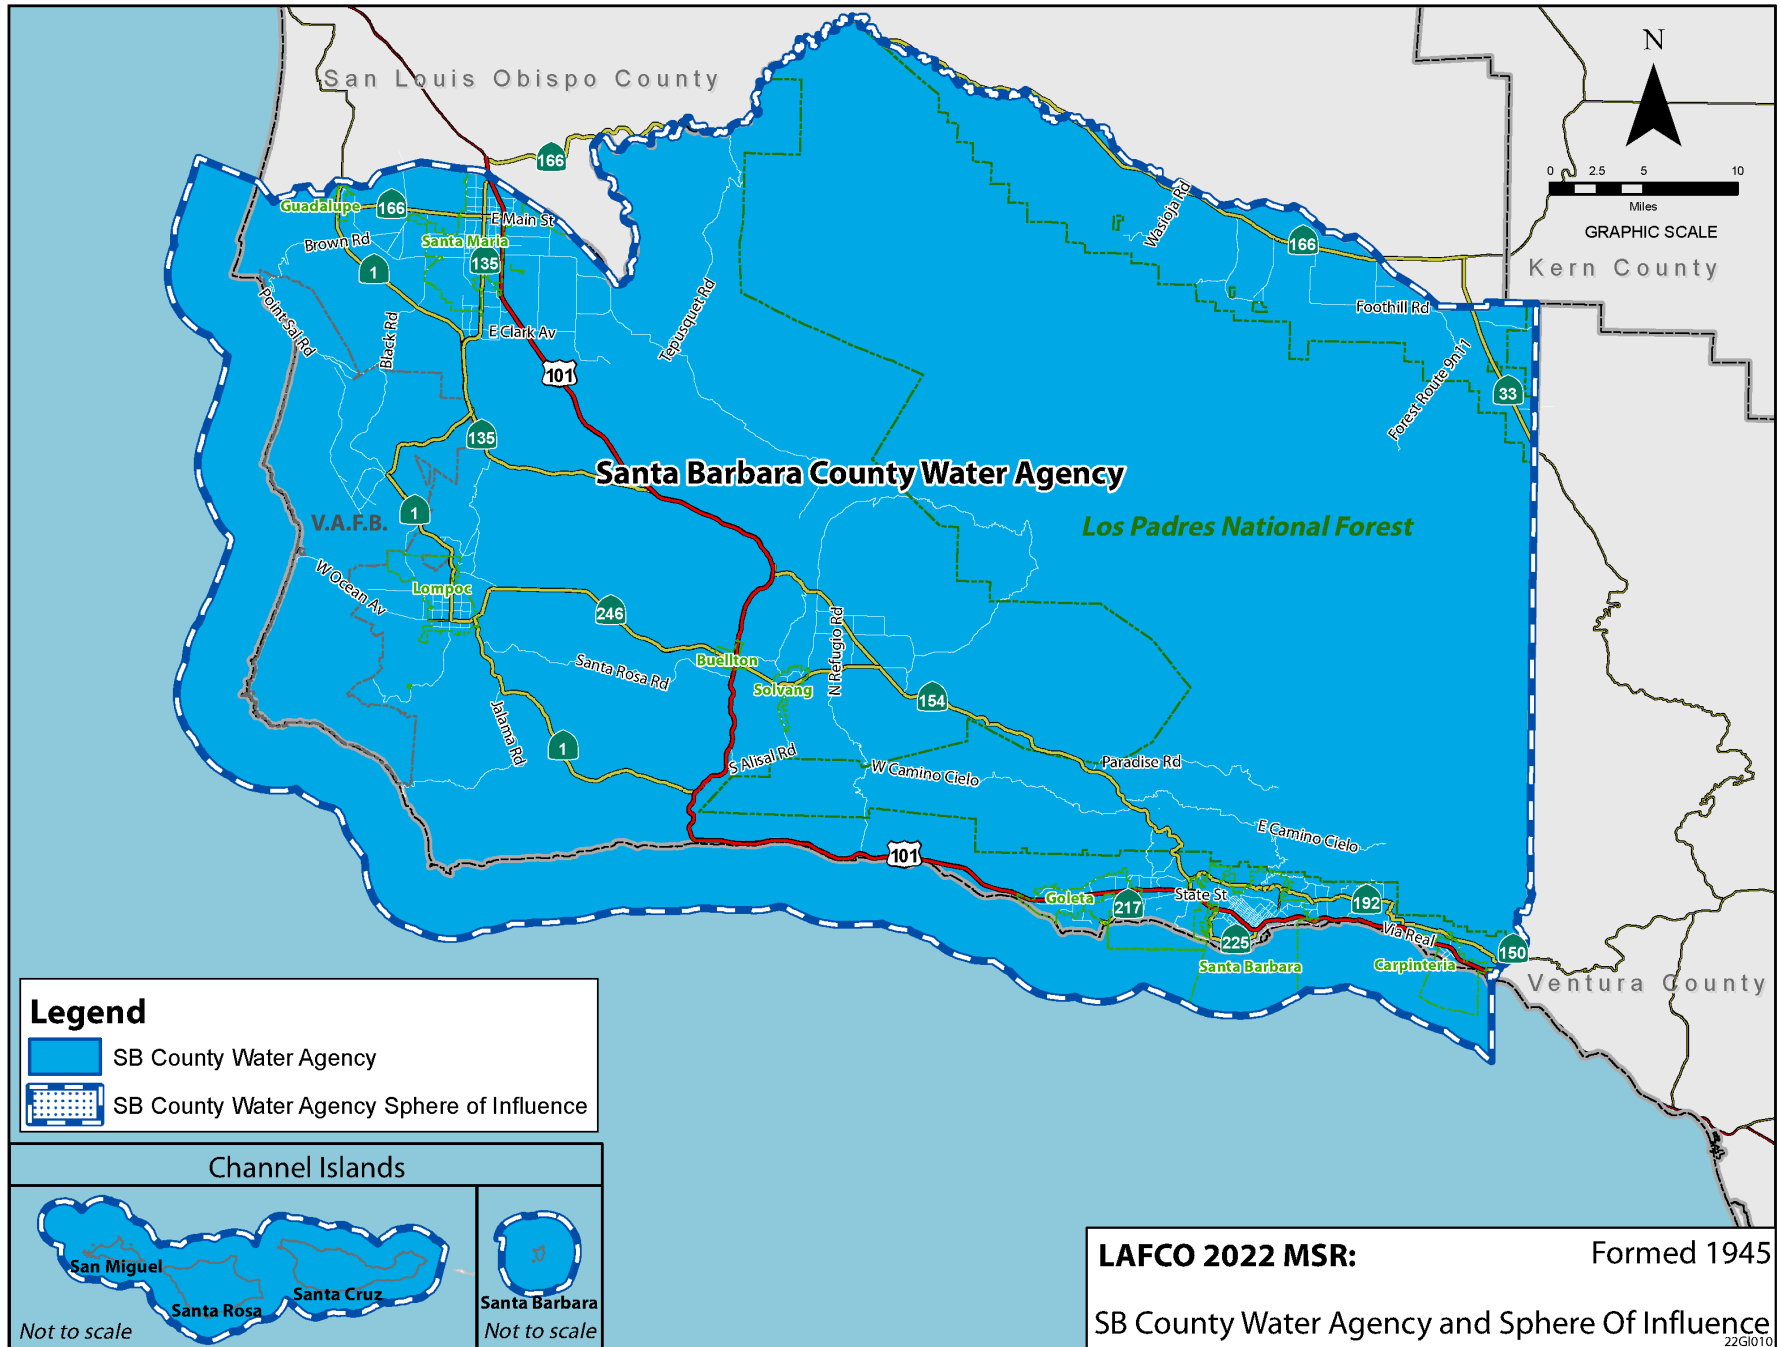 San Louis Obispo County
N
0 2.5 5 10
Miles
GRAPHIC SCALE
Kern County
166
Guadalupe
166
E Main St
Brown Rd
Santa Maria
135
1
Wasioja Rd
166
Foothill Rd
Point Sal Rd
Black Rd
E Clark Av
Tepusquet Rd
101
Forest Route 9n11
33
135
Santa Barbara County Water Agency
1
V.A.F.B.
Los Padres National Forest
W Ocean Av
Lompoc
246
N Refugio Rd
Santa Rosa Rd
Buellton
Solvang
154
Jalama Rd
1
S Alisal Rd
W Camino Cielo
Paradise Rd
E Camino Cielo
101
Goleta
217
State St
192
225
Via Real
150
Santa Barbara
Carpinteria
Ventura County
Legend
SB County Water Agency
SB County Water Agency Sphere of Influence
Channel Islands
San Miguel
Santa Rosa
Santa Cruz
Not to scale
Santa Barbara
Not to scale
LAFCO 2022 MSR:
Formed 1945
SB County Water Agency and Sphere Of Influence
22GI010